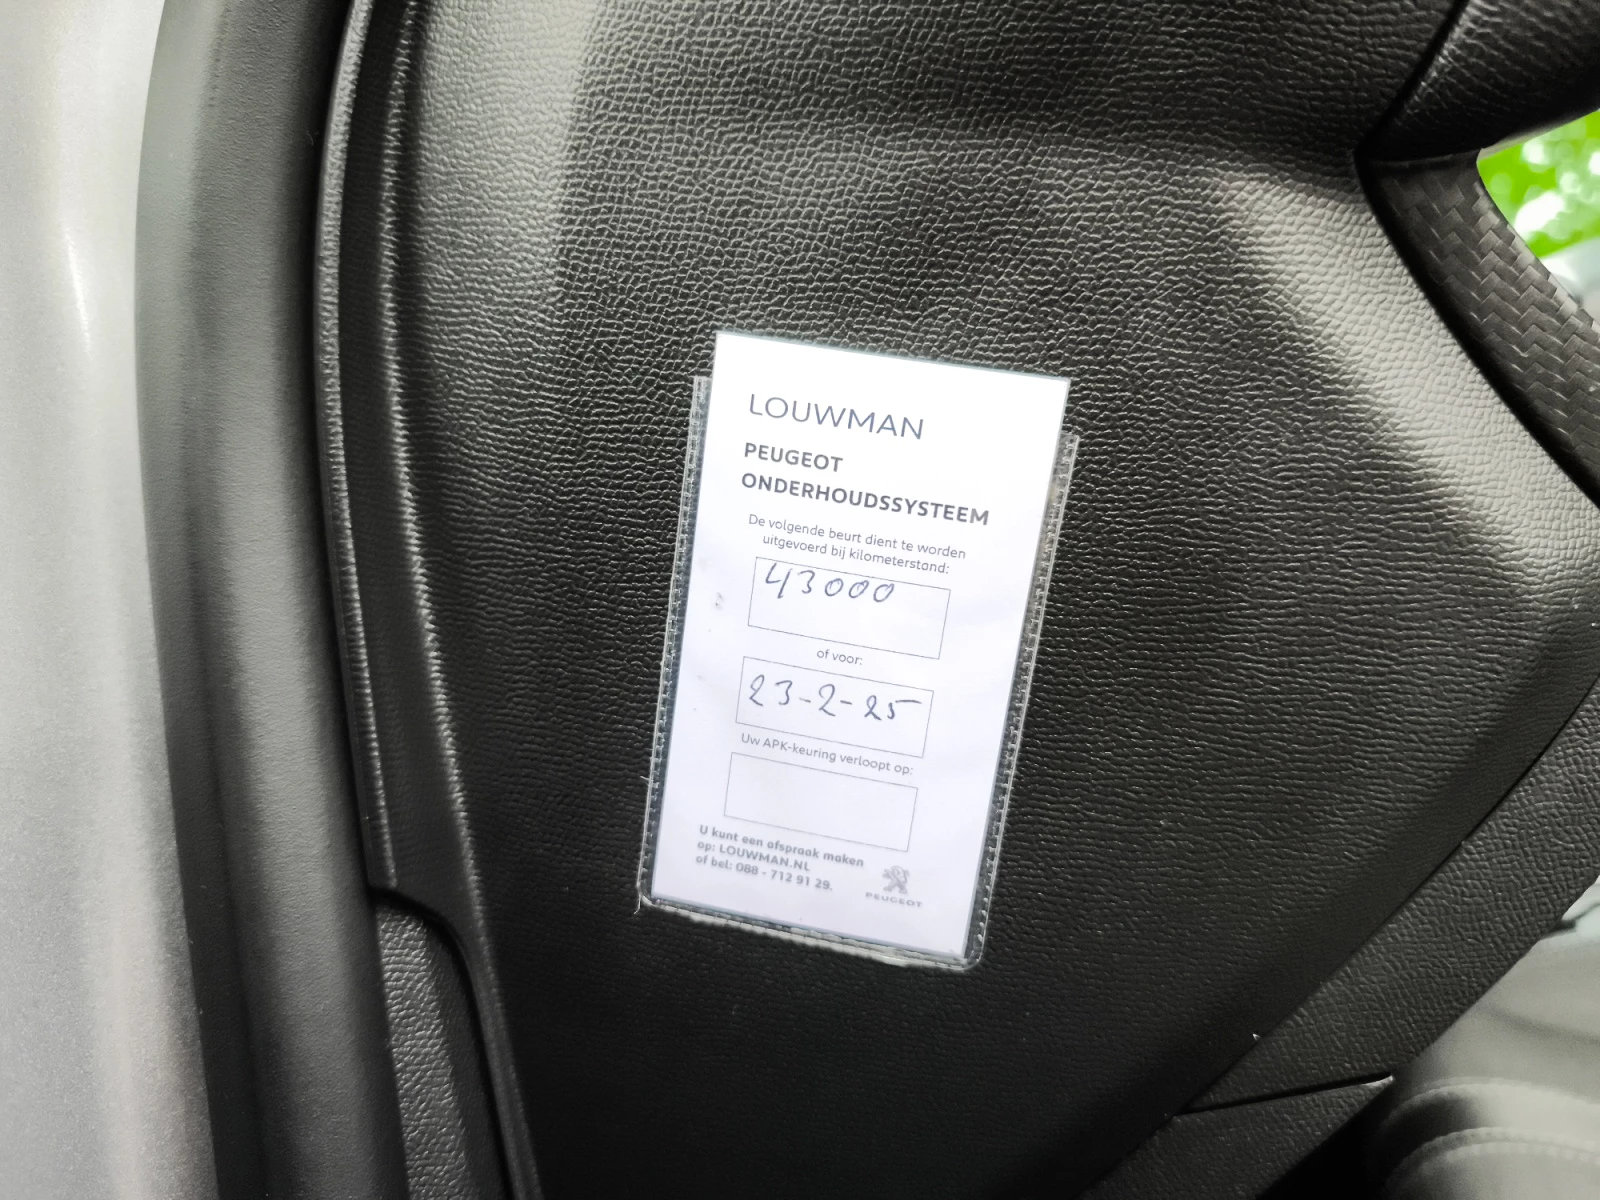 LOUWMAN
PEUGEOT
ONDERHOUDSSYSTEEM
De volgende beurt dient te worden
uitgevoerd bij kilometerstand:
43000
of voor:
23-2-25
Uw APK-keuring verloopt op:
U kunt een afspraak maken
op: LOUWMAN.NL
of bel: 088 - 712 91 29.
PEUGEOT